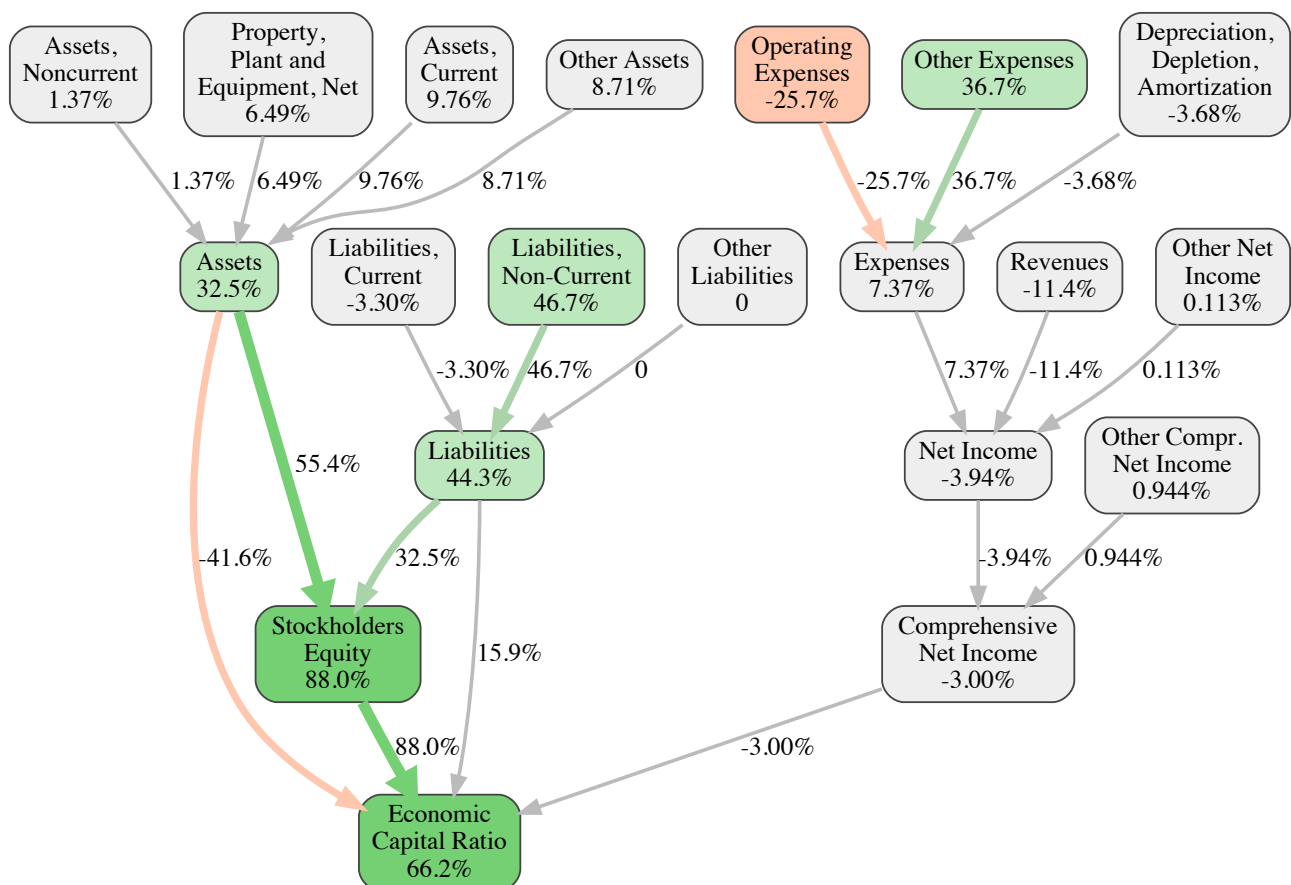 Assets,
Noncurrent
1.37%
Property,
Plant and
Equipment, Net
6.49%
Assets,
Current
9.76%
Other Assets
8.71%
Operating
Expenses
-25.7%
Other Expenses
36.7%
Depreciation,
Depletion,
Amortization
-3.68%
1.37%
6.49%
9.76%
8.71%
-25.7%
36.7%
-3.68%
Assets
32.5%
Liabilities,
Current
-3.30%
Liabilities,
Non-Current
46.7%
Other
Liabilities
0
Expenses
7.37%
Revenues
-11.4%
Other Net
Income
0.113%
-3.30%
46.7%
0
7.37%
-11.4%
0.113%
55.4%
Liabilities
44.3%
Net Income
-3.94%
Other Compr.
Net Income
0.944%
-41.6%
32.5%
-3.94%
0.944%
Stockholders
Equity
88.0%
15.9%
Comprehensive
Net Income
-3.00%
88.0%
-3.00%
Economic
Capital Ratio
66.2%